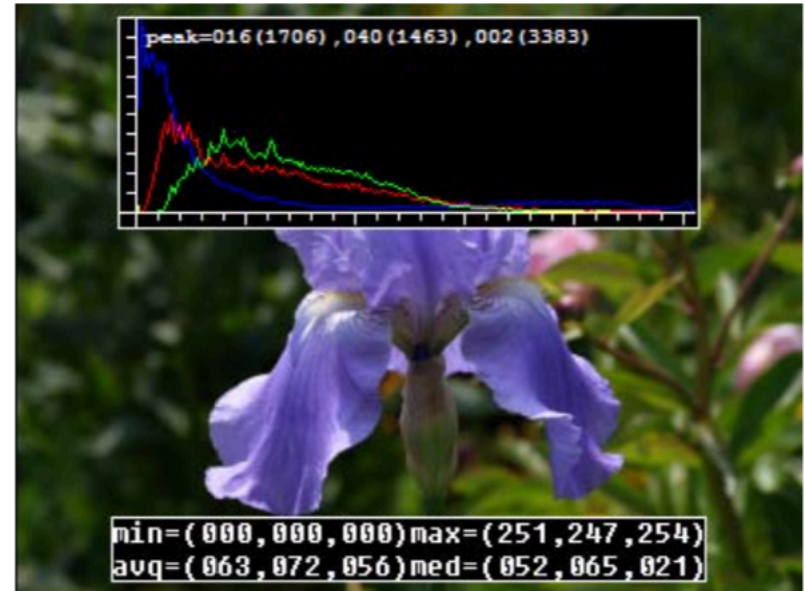 peak=016(1706),040(1463),002(3383)
min=(000,000,000)max=(251,247,254)
avg=(063,072,056)med=(052,065,021)